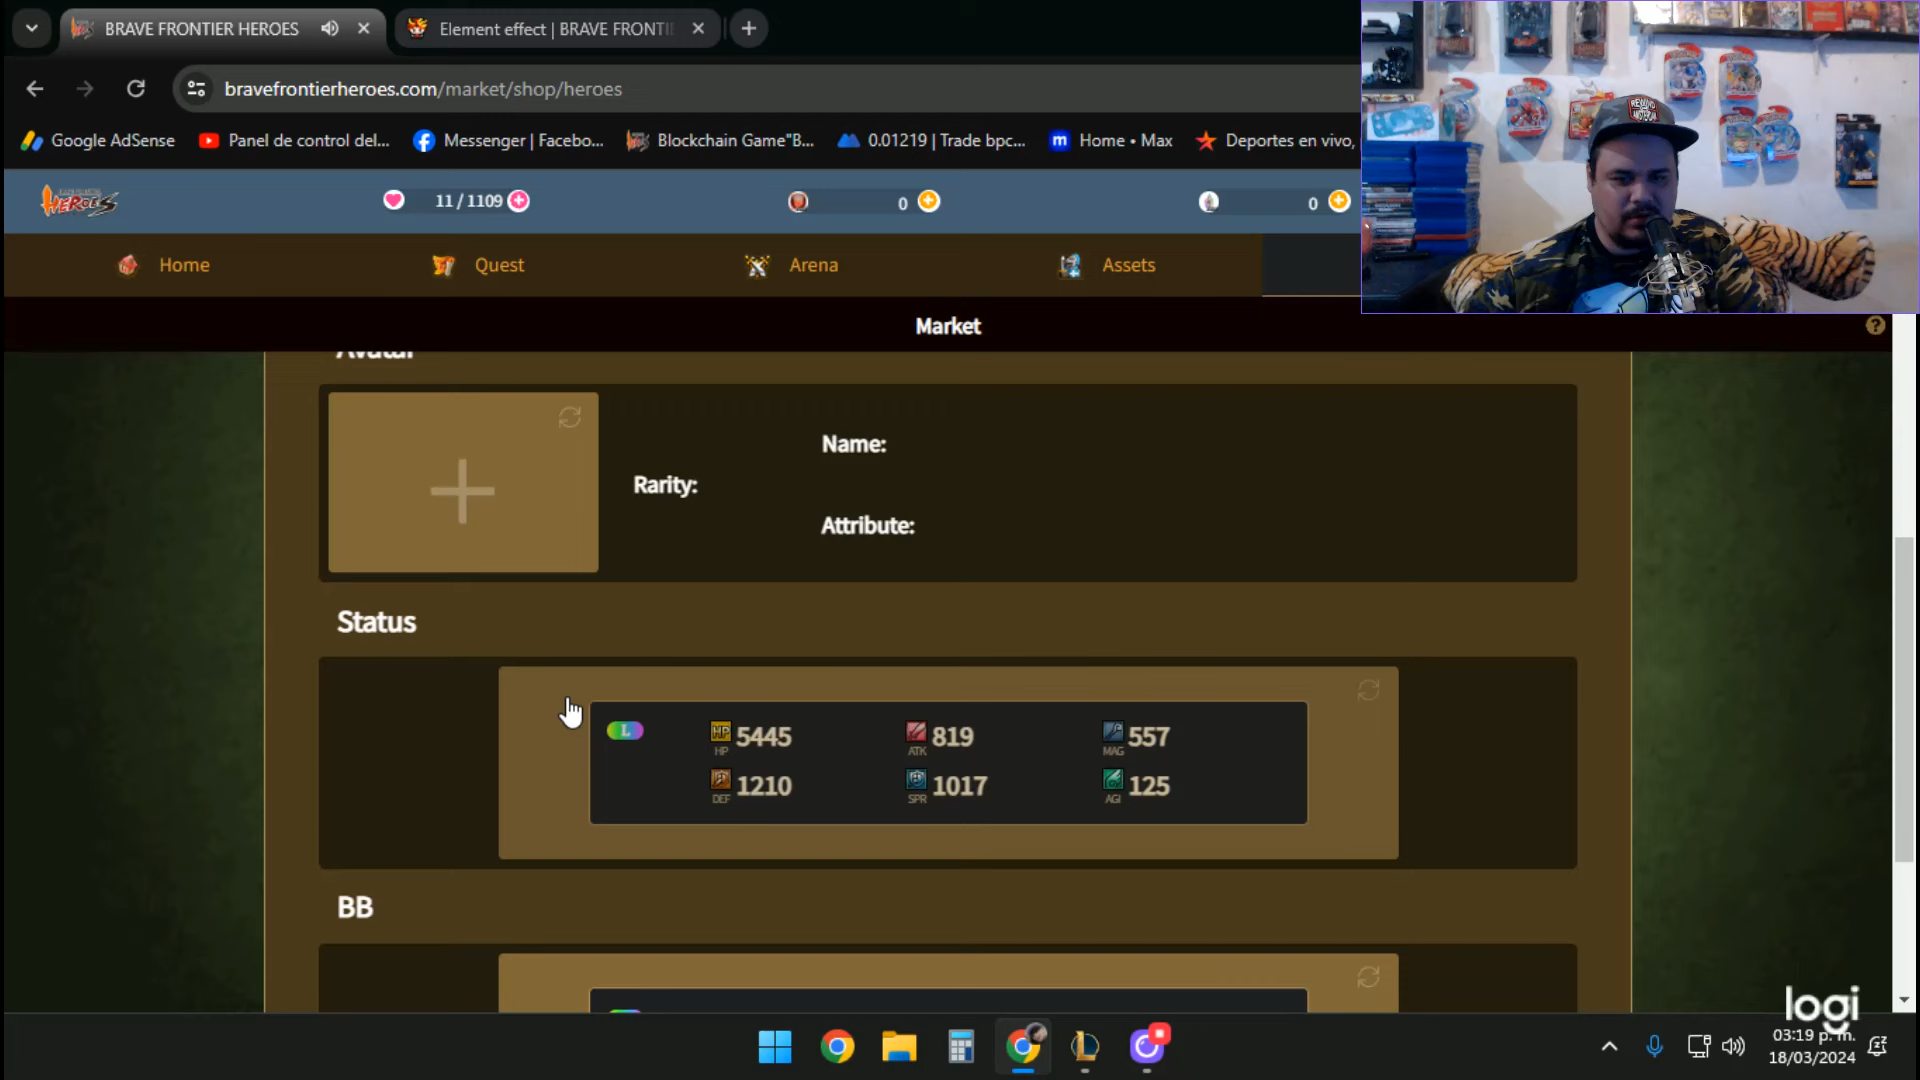 BRAVE FRONTIER HEROES
Element effect | BRAVE FRONTI
bravefrontierheroes.com/market/shop/heroes
Google AdSense
Panel de control del...
Messenger | Facebo...
Blockchain Game"B...
0.01219 | Trade bpc...
m Home • Max
Deportes en vivo,
HEROES
11 / 1109
0
0
Home
Quest
Arena
Assets
Market
?
Avatar
Name:
Rarity:
Attribute:
Status
L
HP HP 5445
ATK 819
MAG 557
DEF 1210
SPR 1017
AGI 125
BB
logi
03:19 p. m.
18/03/2024